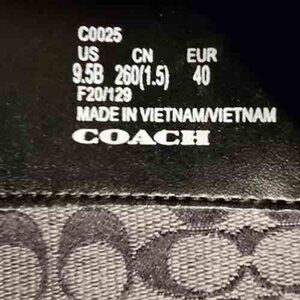 C0025
US CN EUR
9.5B 260(1.5) 40
F20/129
MADE IN VIETNAM/VIETNAM
COACH